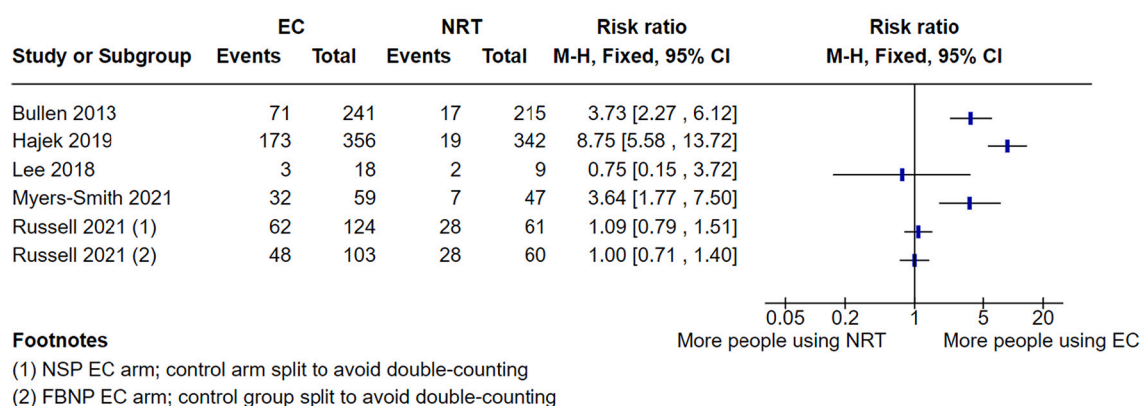 EC NRT Risk ratio Risk ratio
Study or Subgroup Events Total Events Total M-H, Fixed, 95% CI M-H, Fixed, 95% CI
Bullen 2013 71 241 17 215 3.73 [2.27 , 6.12]
Hajek 2019 173 356 19 342 8.75 [5.58 , 13.72]
Lee 2018 3 18 2 9 0.75 [0.15 , 3.72]
Myers-Smith 2021 32 59 7 47 3.64 [1.77 , 7.50]
Russell 2021 (1) 62 124 28 61 1.09 [0.79 , 1.51]
Russell 2021 (2) 48 103 28 60 1.00 [0.71 , 1.40]
0.05 0.2 1 5 20
More people using NRT More people using EC
Footnotes
(1) NSP EC arm; control arm split to avoid double-counting
(2) FBNP EC arm; control group split to avoid double-counting